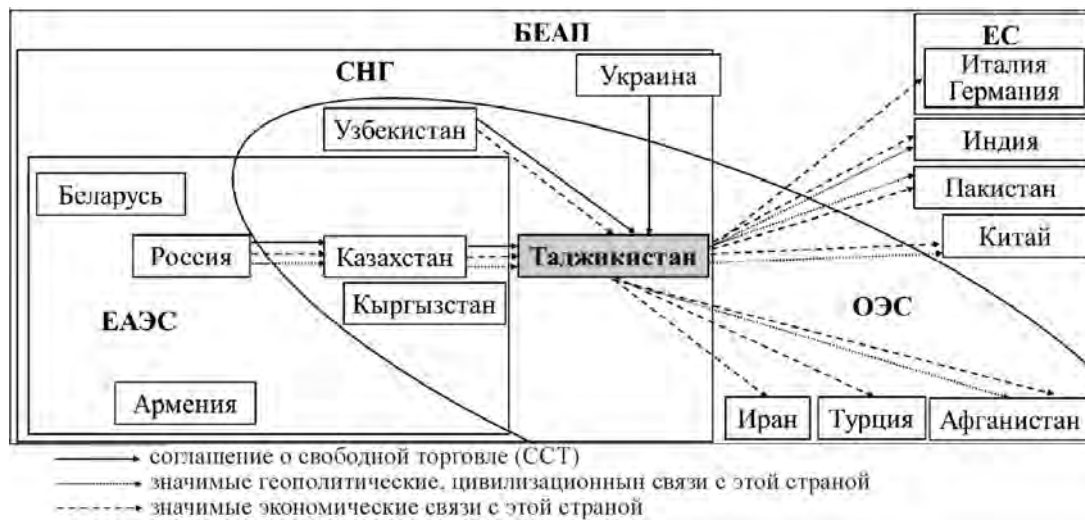 БЕАП
ЕС
СНГ
Украина
Италия
Германия
Узбекистан
Индия
Беларусь
Пакистан
Россия
Казахстан
Таджикистан
Китай
Кыргызстан
ЕАЭС
ОЭС
Армения
Иран
Турция
Афганистан
соглашение о свободной торговле (ССТ)
значимые геополитические, цивилизационнын связи с этой страной
значимые экономические связи с этой страной